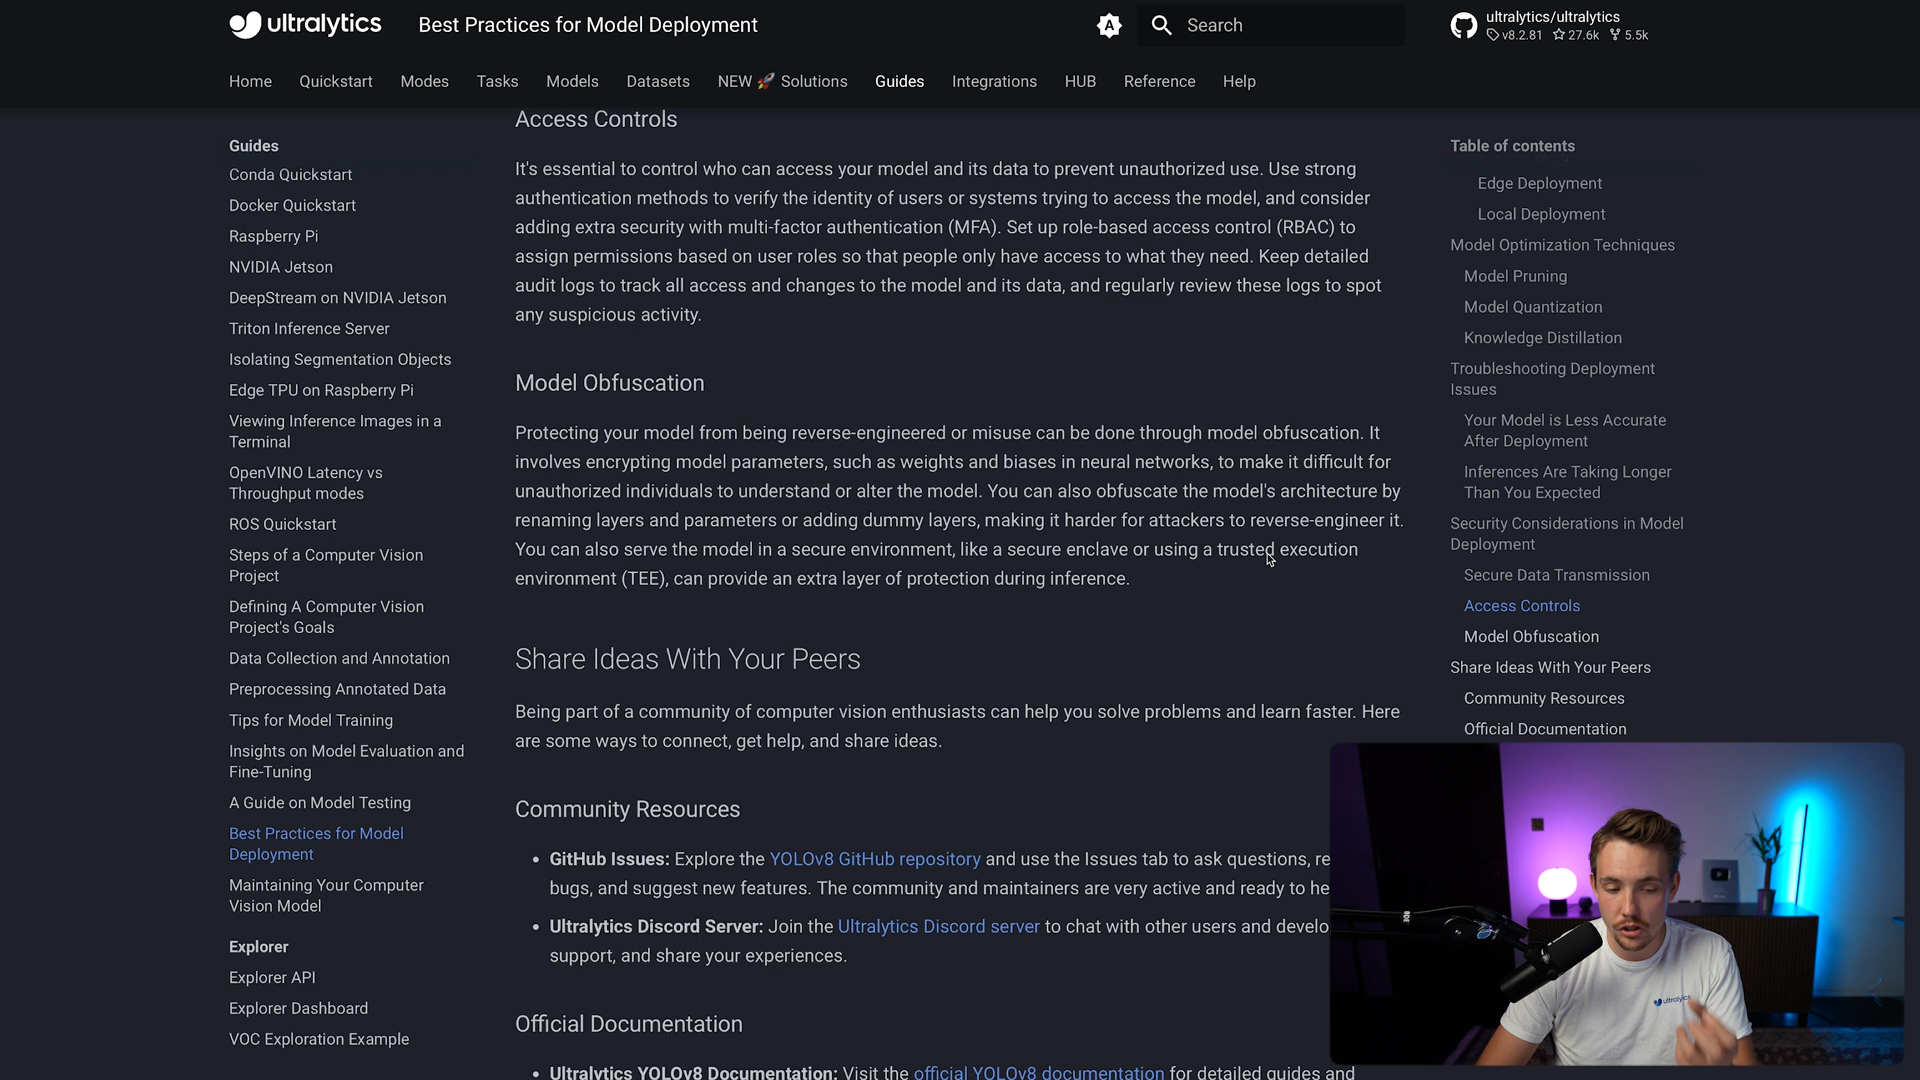 ultralytics
Best Practices for Model Deployment
Search
ultralytics/ultralytics
v8.2.81 27.6k 5.5k
Home Quickstart Modes Tasks Models Datasets NEW 🚀 Solutions Guides Integrations HUB Reference Help
Guides
Conda Quickstart
Docker Quickstart
Raspberry Pi
NVIDIA Jetson
DeepStream on NVIDIA Jetson
Triton Inference Server
Isolating Segmentation Objects
Edge TPU on Raspberry Pi
Viewing Inference Images in a
Terminal
OpenVINO Latency vs
Throughput modes
ROS Quickstart
Steps of a Computer Vision
Project
Defining A Computer Vision
Project's Goals
Data Collection and Annotation
Preprocessing Annotated Data
Tips for Model Training
Insights on Model Evaluation and
Fine-Tuning
A Guide on Model Testing
Best Practices for Model
Deployment
Maintaining Your Computer
Vision Model
Explorer
Explorer API
Explorer Dashboard
VOC Exploration Example
Access Controls
It's essential to control who can access your model and its data to prevent unauthorized use. Use strong
authentication methods to verify the identity of users or systems trying to access the model, and consider
adding extra security with multi-factor authentication (MFA). Set up role-based access control (RBAC) to
assign permissions based on user roles so that people only have access to what they need. Keep detailed
audit logs to track all access and changes to the model and its data, and regularly review these logs to spot
any suspicious activity.
Model Obfuscation
Protecting your model from being reverse-engineered or misuse can be done through model obfuscation. It
involves encrypting model parameters, such as weights and biases in neural networks, to make it difficult for
unauthorized individuals to understand or alter the model. You can also obfuscate the model's architecture by
renaming layers and parameters or adding dummy layers, making it harder for attackers to reverse-engineer it.
You can also serve the model in a secure environment, like a secure enclave or using a trusted execution
environment (TEE), can provide an extra layer of protection during inference.
Share Ideas With Your Peers
Being part of a community of computer vision enthusiasts can help you solve problems and learn faster. Here
are some ways to connect, get help, and share ideas.
Community Resources
• GitHub Issues: Explore the YOLOv8 GitHub repository and use the Issues tab to ask questions, re
bugs, and suggest new features. The community and maintainers are very active and ready to he
• Ultralytics Discord Server: Join the Ultralytics Discord server to chat with other users and develo
support, and share your experiences.
Official Documentation
• Ultralytics YOLOv8 Documentation: Visit the official YOLOv8 documentation for detailed guides and
Table of contents
Edge Deployment
Local Deployment
Model Optimization Techniques
Model Pruning
Model Quantization
Knowledge Distillation
Troubleshooting Deployment
Issues
Your Model is Less Accurate
After Deployment
Inferences Are Taking Longer
Than You Expected
Security Considerations in Model
Deployment
Secure Data Transmission
Access Controls
Model Obfuscation
Share Ideas With Your Peers
Community Resources
Official Documentation
RØDE
ultralytics